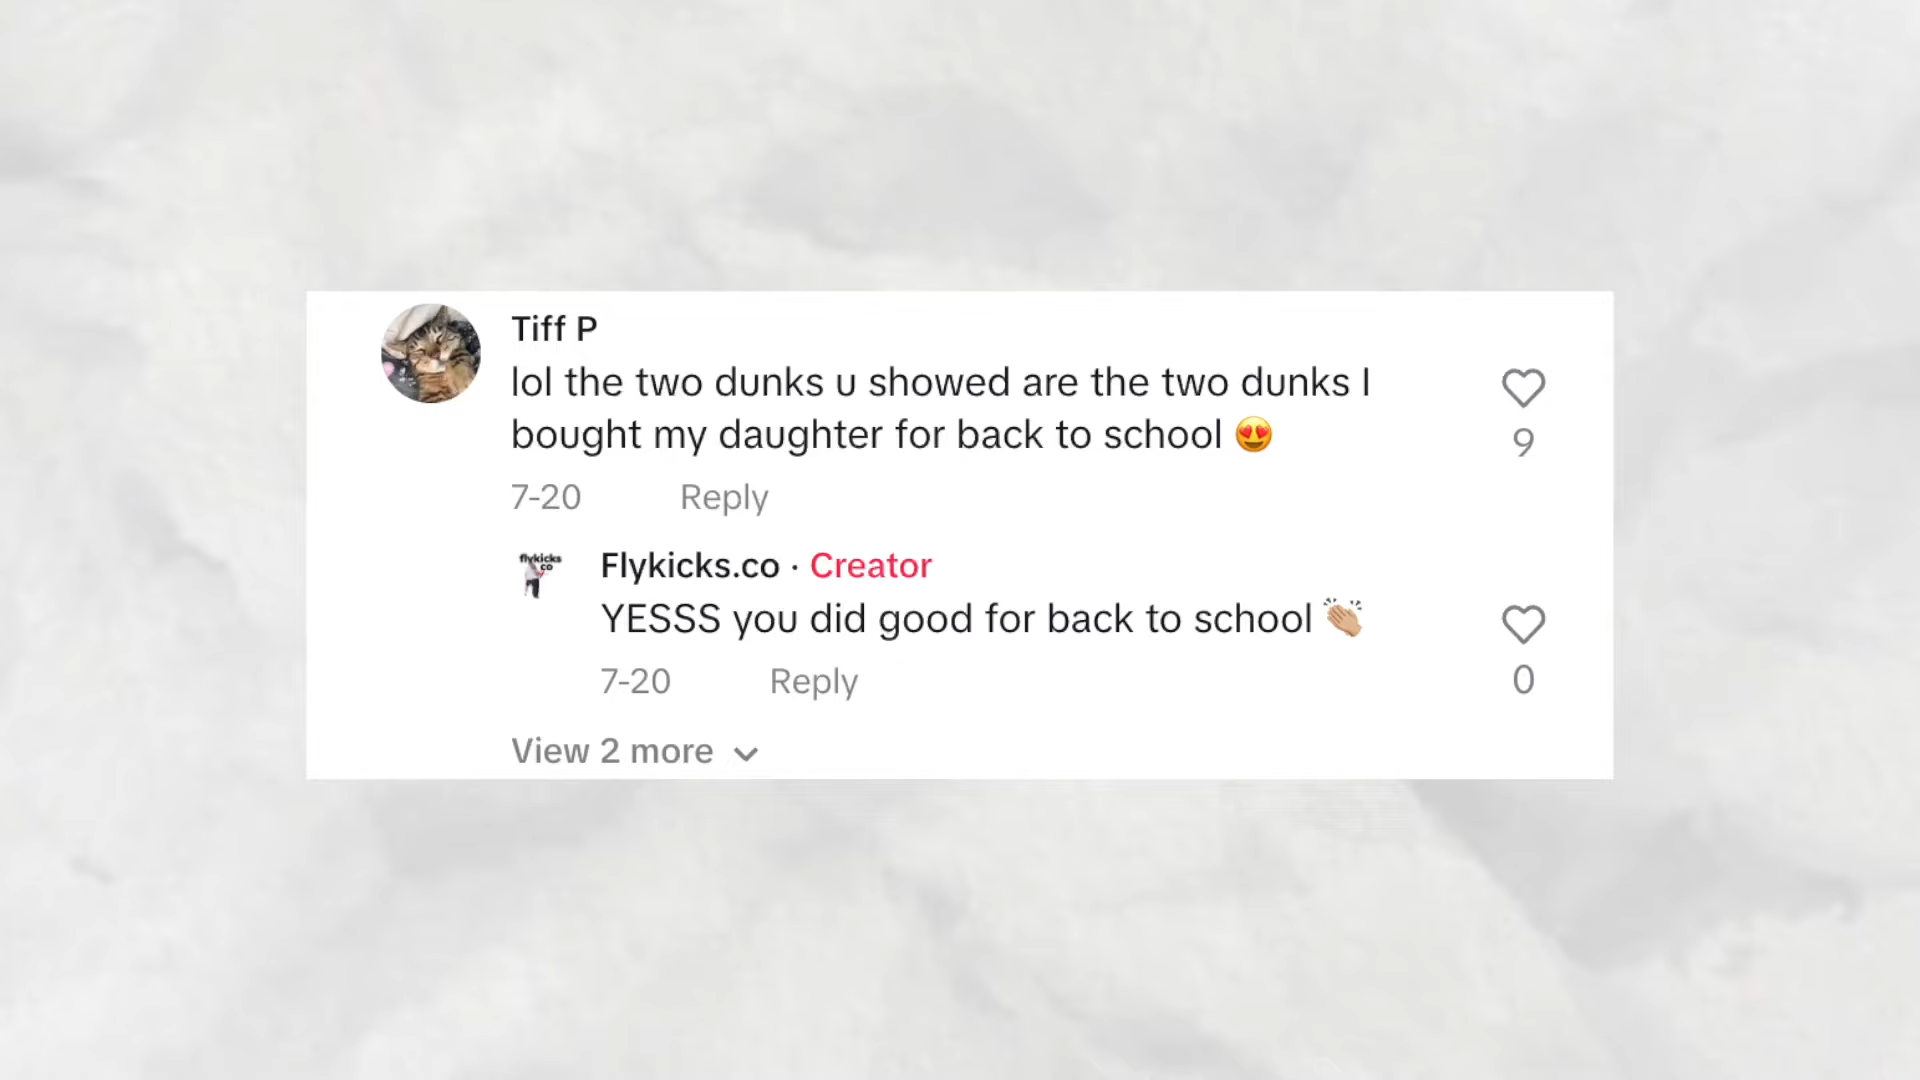 Tiff P
lol the two dunks u showed are the two dunks I
bought my daughter for back to school 😍
9
7-20 Reply
flykicks
co
Flykicks.co · Creator
YESSS you did good for back to school 👏🏼
7-20 Reply
0
View 2 more